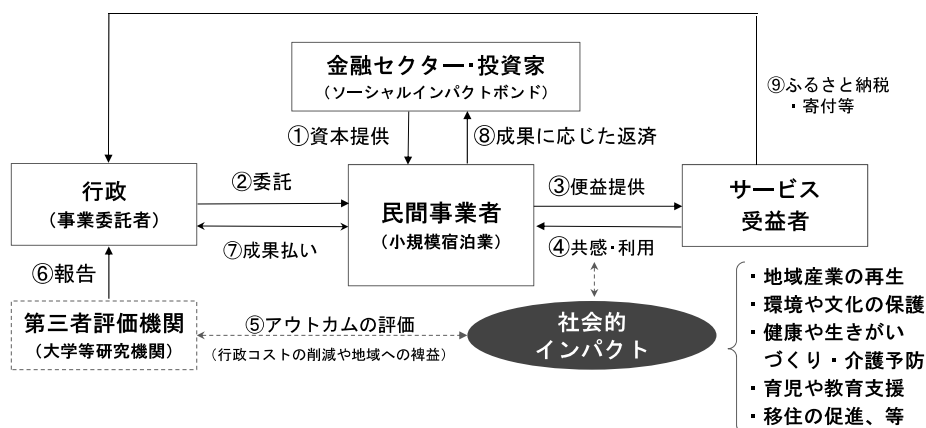 金融セクター・投資家
（ソーシャルインパクトボンド）
⑨ふるさと納税
・寄付等
①資本提供
⑧成果に応じた返済
行政
（事業委託者）
②委託
民間事業者
（小規模宿泊業）
③便益提供
サービス
受益者
⑦成果払い
④共感・利用
⑥報告
第三者評価機関
（大学等研究機関）
⑤アウトカムの評価
（行政コストの削減や地域への裨益）
社会的
インパクト
・地域産業の再生
・環境や文化の保護
・健康や生きがい
づくり・介護予防
・育児や教育支援
・移住の促進、等